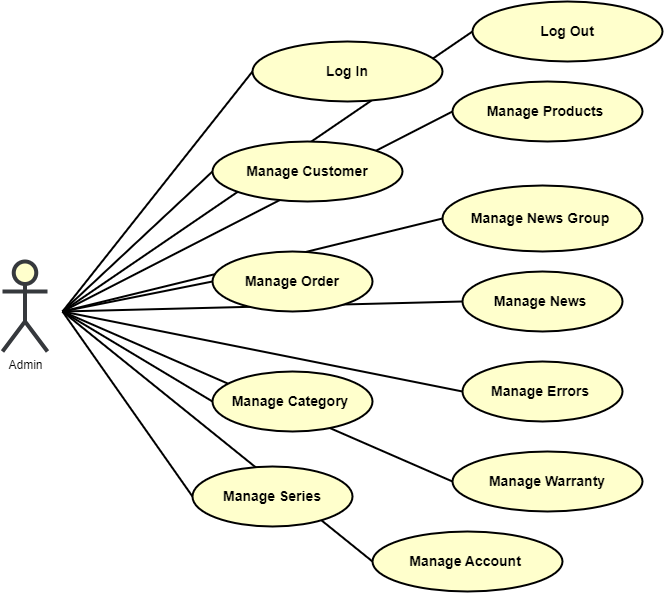 Log Out
Log In
Manage Products
Manage Customer
Manage News Group
Manage Order
Manage News
Admin
Manage Errors
Manage Category
Manage Warranty
Manage Series
Manage Account